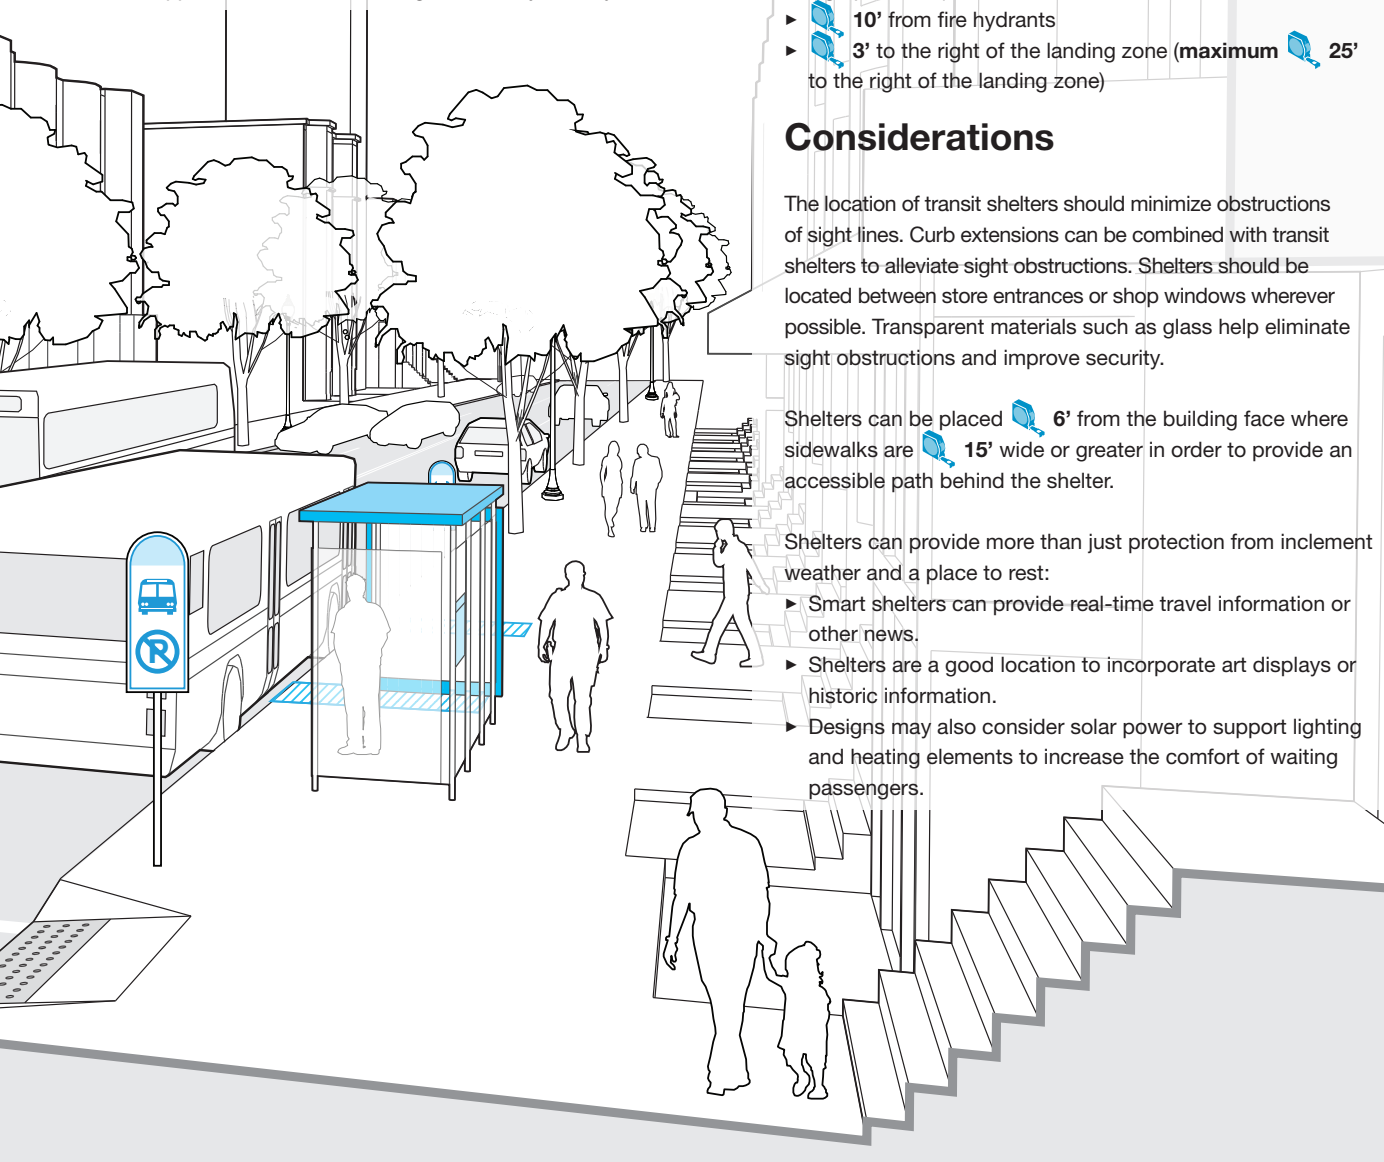 ► 10’ from fire hydrants
► 3’ to the right of the landing zone (maximum 25’
to the right of the landing zone)
Considerations
The location of transit shelters should minimize obstructions
of sight lines. Curb extensions can be combined with transit
shelters to alleviate sight obstructions. Shelters should be
located between store entrances or shop windows wherever
possible. Transparent materials such as glass help eliminate
sight obstructions and improve security.
Shelters can be placed 6’ from the building face where
sidewalks are 15’ wide or greater in order to provide an
accessible path behind the shelter.
Shelters can provide more than just protection from inclement
weather and a place to rest:
► Smart shelters can provide real-time travel information or
other news.
► Shelters are a good location to incorporate art displays or
historic information.
► Designs may also consider solar power to support lighting
and heating elements to increase the comfort of waiting
passengers.
P